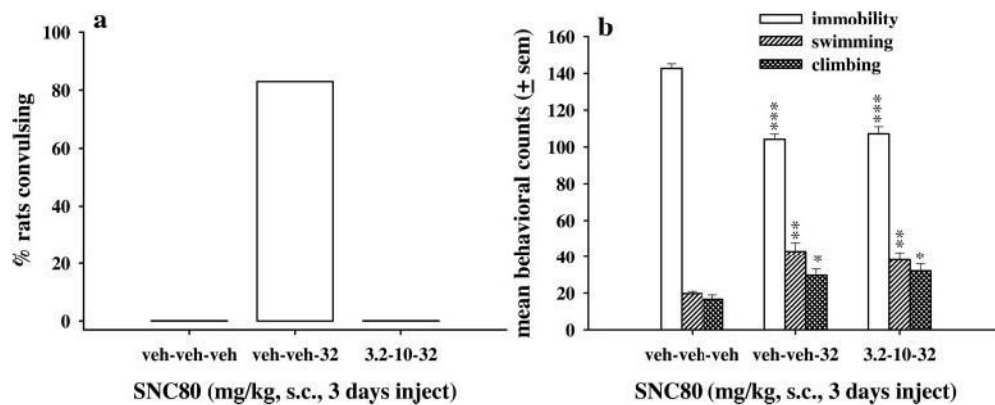 a
100
80
60
40
20
0
% rats convulsing
veh-veh-veh veh-veh-32 3.2-10-32
SNC80 (mg/kg, s.c., 3 days inject)
b
immobility
swimming
climbing
160
140
120
100
80
60
40
20
0
mean behavioral counts (± sem)
***
**
*
***
**
*
veh-veh-veh veh-veh-32 3.2-10-32
SNC80 (mg/kg, s.c., 3 days inject)